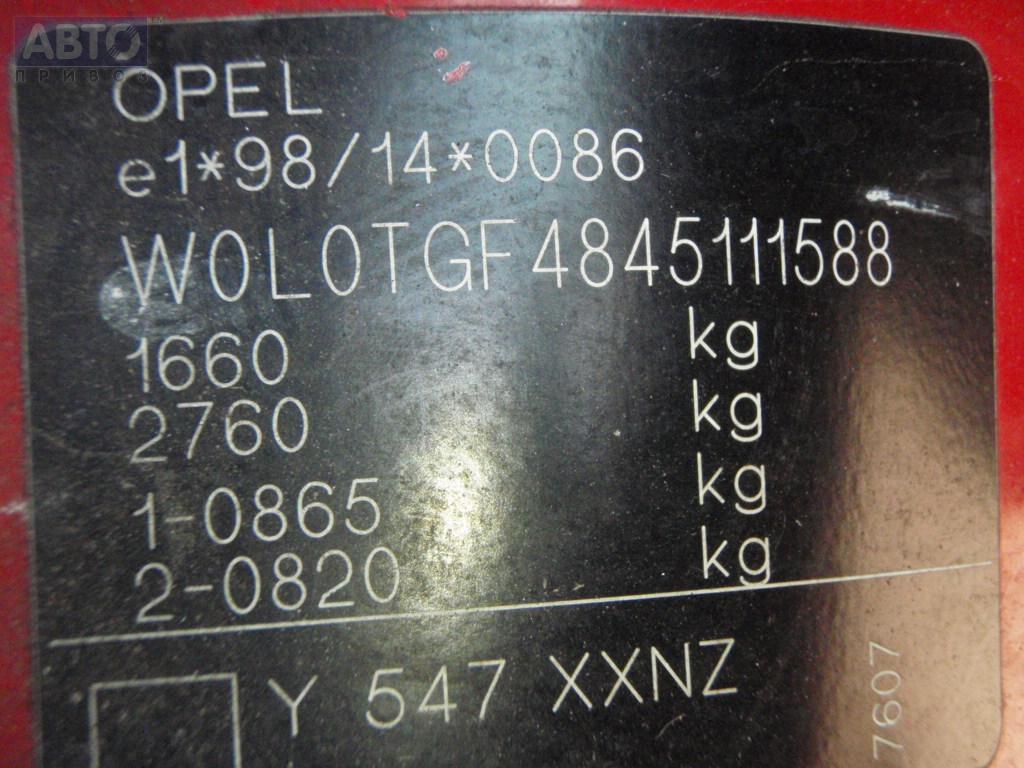 АВТО
ПРИВОЗ
OPEL
e1*98/14*0086
W0L0TGF4845111588
1660 kg
2760 kg
1-0865 kg
2-0820 kg
Y 547 XXNZ
7607